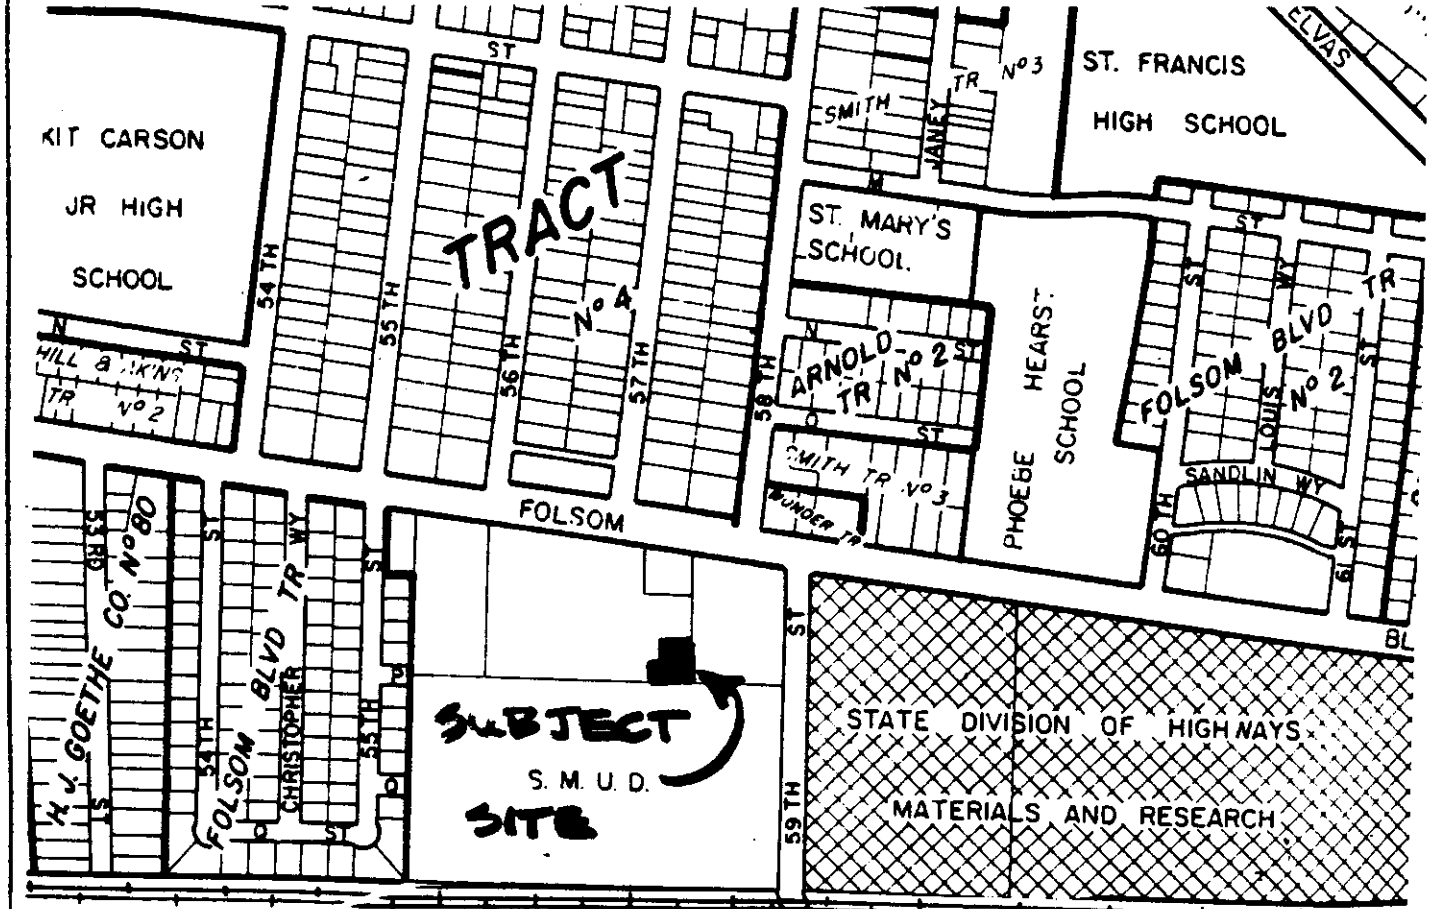 ELVAS
ST
SMITH
TR Nº 3
ST. FRANCIS
HIGH SCHOOL
KIT CARSON
JR HIGH
SCHOOL
JANEY
M
TRACT
Nº 4
ST. MARY'S
SCHOOL
ST
ST
WY
TR
54 TH
55 TH
56 TH
57 TH
58 TH
N
ST
HILL &
TR Nº 2
N
ST
ARNOLD
TR Nº 2
O
ST
PHOEBE HEARST
SCHOOL
FOLSOM BLVD
Nº 2
LOUIS
ST
SMITH TR Nº 3
SANDLIN WY
60 TH
61 ST
FOLSOM
53 RD
ST
WY
ST
H. J. GOETHE CO. Nº 80
FOLSOM BLVD TR
CHRISTOPHER
54 TH
55 TH
P
O
ST
O
ST
SUBJECT
S. M. U. D.
SITE
ST
59 TH
BL
STATE DIVISION OF HIGHWAYS
MATERIALS AND RESEARCH